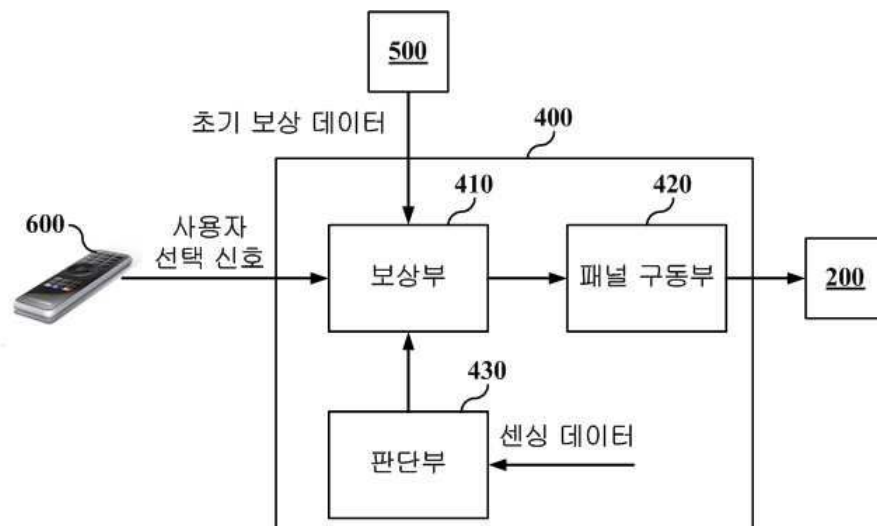 500
초기 보상 데이터
400
410
420
600
사용자
선택 신호
보상부
패널 구동부
200
430
센싱 데이터
판단부